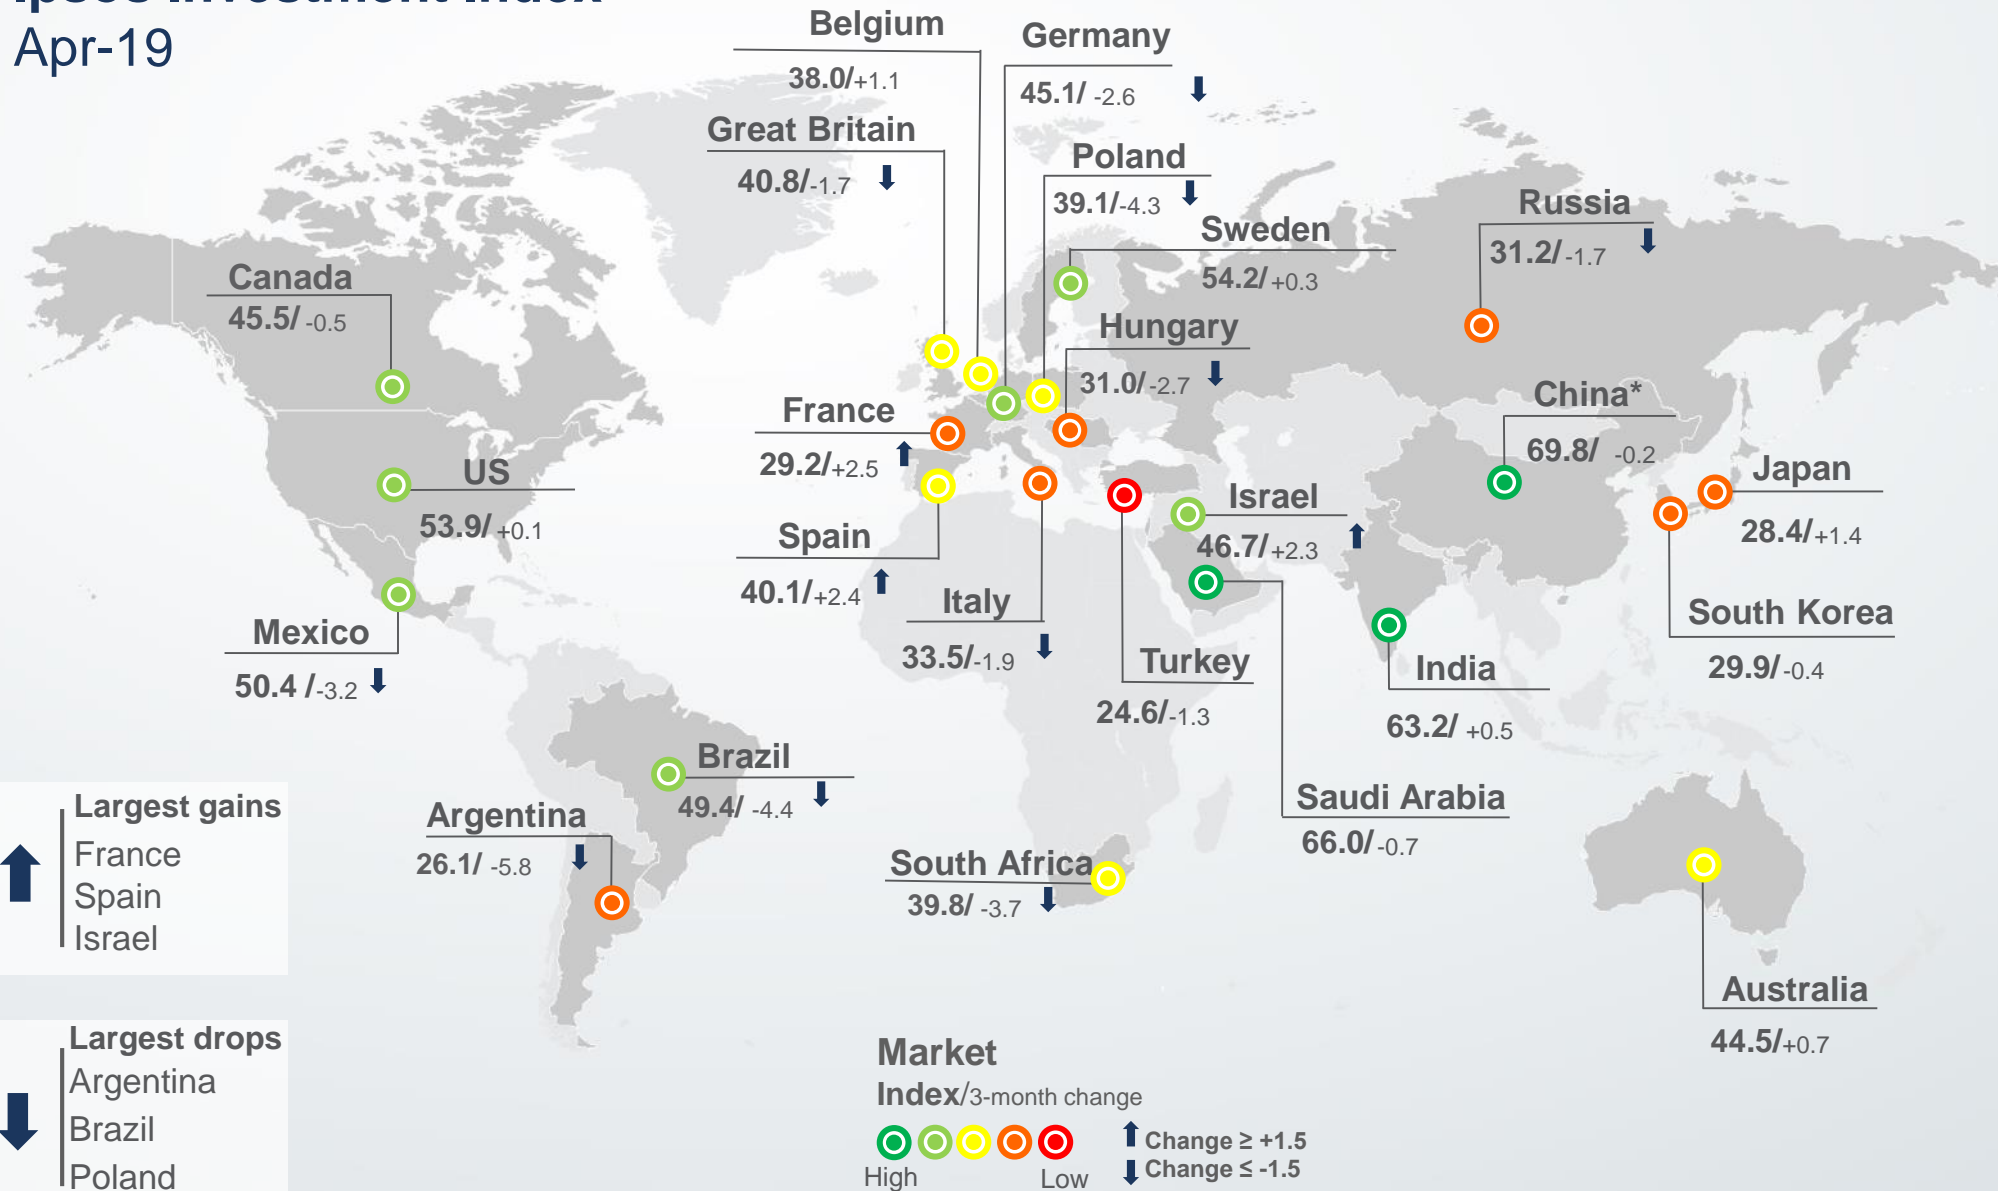 Ipsos Investment Index
Apr-19
Belgium
38.0/+1.1
Germany
45.1/ -2.6
Great Britain
40.8/-1.7
Poland
39.1/-4.3
Sweden
54.2/+0.3
Russia
31.2/ -1.7
Canada
45.5/ -0.5
Hungary
31.0/-2.7
China*
69.8/ -0.2
France
29.2/+2.5
US
53.9/ +0.1
Japan
28.4/+1.4
Israel
46.7/+2.3
Spain
40.1/+2.4
Italy
33.5/-1.9
South Korea
29.9/-0.4
Mexico
50.4 /-3.2
Turkey
24.6/-1.3
India
63.2/ +0.5
Brazil
49.4/ -4.4
Argentina
26.1/ -5.8
Saudi Arabia
66.0/-0.7
South Africa
39.8/ -3.7
Australia
44.5/+0.7
Largest gains
France
Spain
Israel
Largest drops
Argentina
Brazil
Poland
Market
Index/3-month change
High
Low
Change ≥ +1.5
Change ≤ -1.5